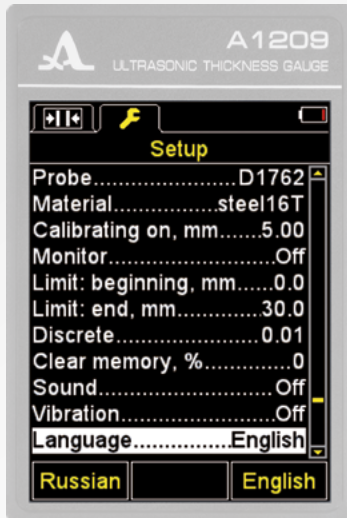 A1209
ULTRASONIC THICKNESS GAUGE
Setup
Probe....................D1762
Material..............steel16T
Calibrating on, mm.......5.00
Monitor.......................Off
Limit: beginning, mm......0.0
Limit: end, mm............30.0
Discrete...................0.01
Clear memory, %..............0
Sound.........................Off
Vibration.....................Off
Language................English
Russian English